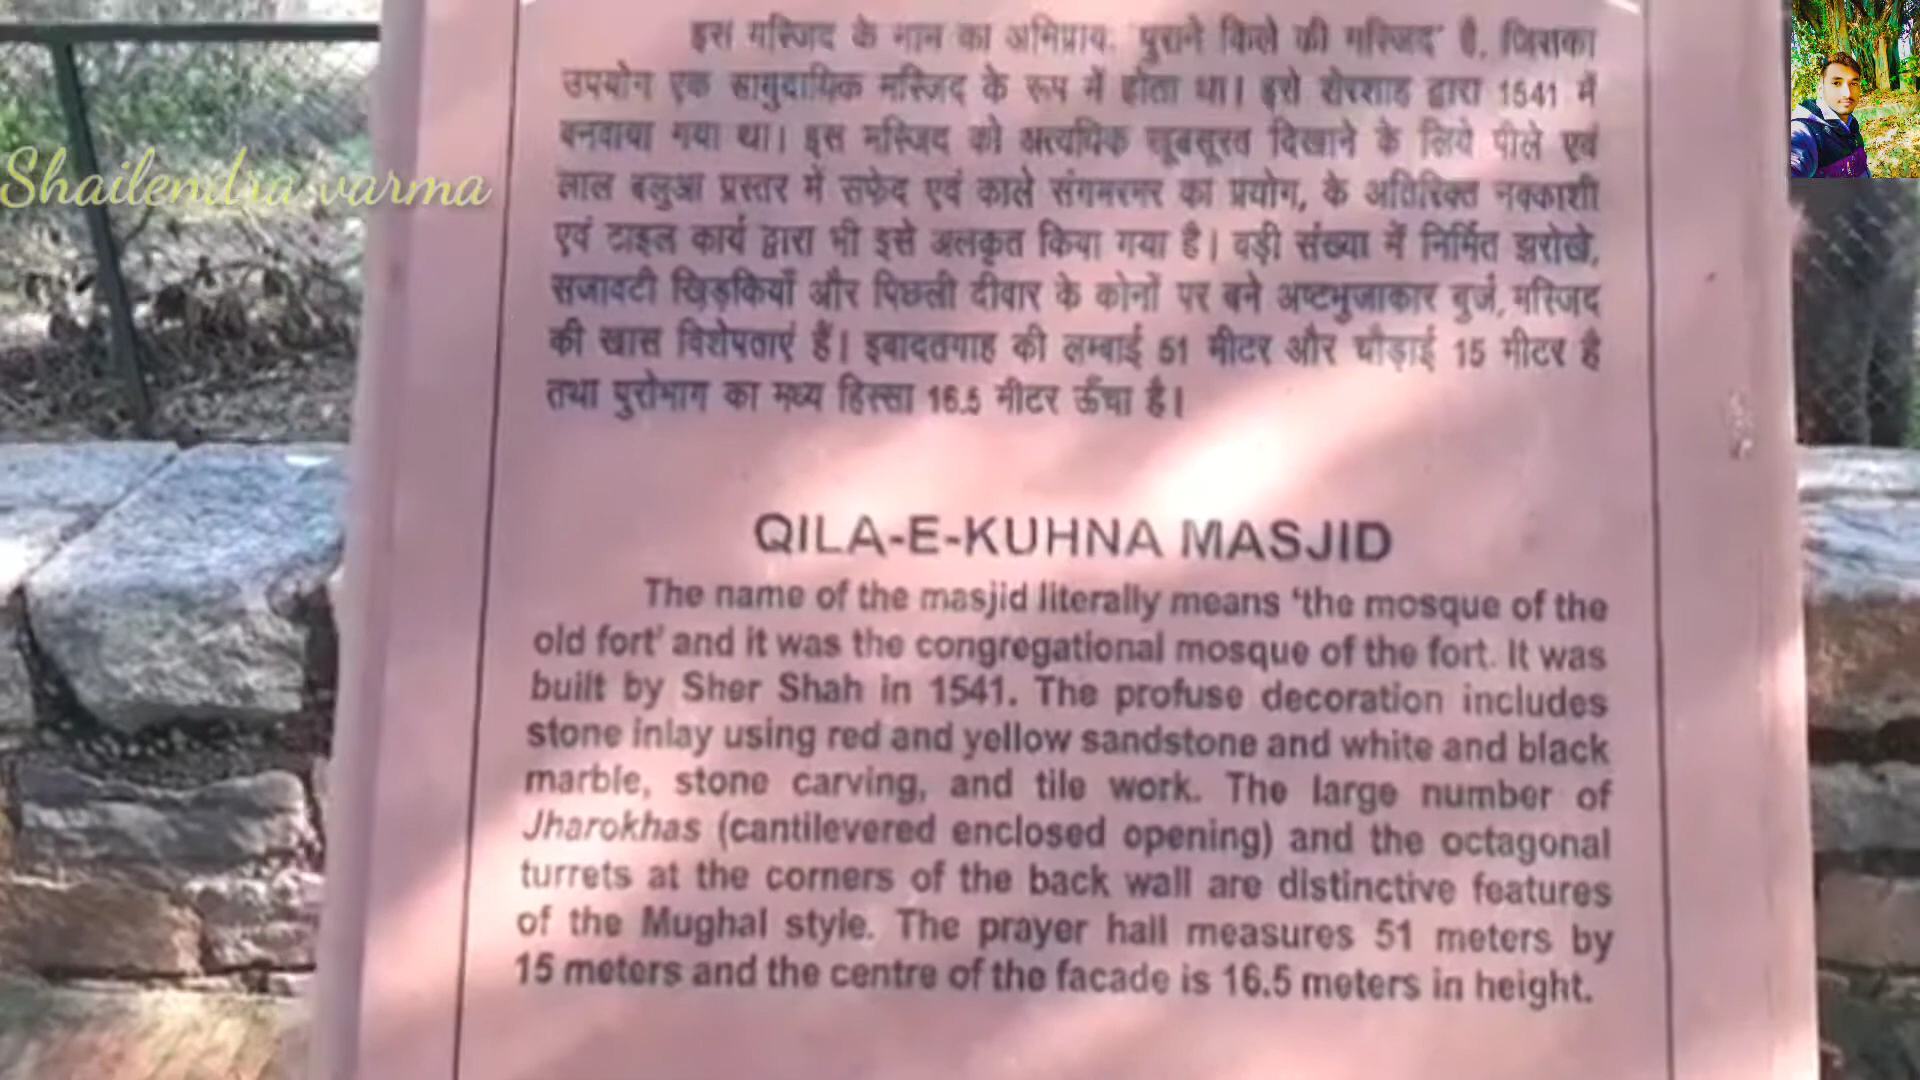 इस मस्जिद के नाम का अभिप्राय, 'पुराने किले की मस्जिद' है, जिसका
उपयोग एक सामुदायिक मस्जिद के रूप में होता था। इसे शेरशाह द्वारा 1541 में
बनवाया गया था। इस मस्जिद को अत्यधिक खूबसूरत दिखाने के लिये पीले एवं
लाल बलुआ प्रस्तर में सफेद एवं काले संगमरमर का प्रयोग, के अतिरिक्त नक्काशी
एवं टाइल कार्य द्वारा भी इसे अलंकृत किया गया है। बड़ी संख्या में निर्मित झरोखे,
सजावटी खिड़कियाँ और पिछली दीवार के कोनों पर बने अष्टभुजाकार बुर्ज, मस्जिद
की खास विशेषताएं हैं। इबादतगाह की लम्बाई 51 मीटर और चौड़ाई 15 मीटर है
तथा पुरोभाग का मध्य हिस्सा 16.5 मीटर ऊँचा है।
QILA-E-KUHNA MASJID
The name of the masjid literally means ‘the mosque of the
old fort’ and it was the congregational mosque of the fort. It was
built by Sher Shah in 1541. The profuse decoration includes
stone inlay using red and yellow sandstone and white and black
marble, stone carving, and tile work. The large number of
Jharokhas (cantilevered enclosed opening) and the octagonal
turrets at the corners of the back wall are distinctive features
of the Mughal style. The prayer hall measures 51 meters by
15 meters and the centre of the facade is 16.5 meters in height.
Shailendra varma